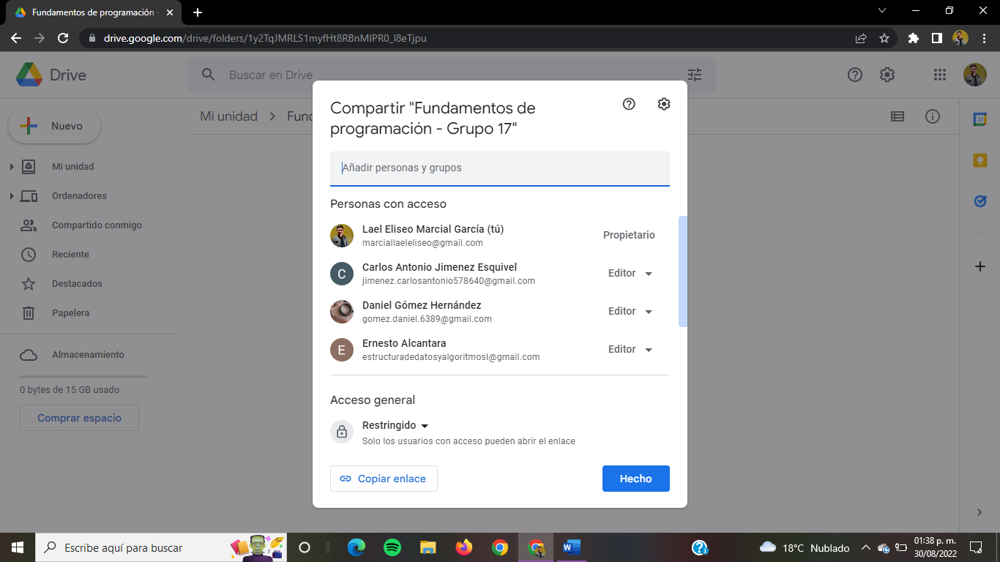 Fundamentos de programación -
drive.google.com/drive/folders/1y2TqJMRLS1myfHt8RBnMIPR0_l8eTjpu
Drive
Buscar en Drive
Nuevo
Mi unidad
Ordenadores
Compartido conmigo
Reciente
Destacados
Papelera
Almacenamiento
0 bytes de 15 GB usado
Comprar espacio
Mi unidad > Fund
Compartir "Fundamentos de
programación - Grupo 17"
Añadir personas y grupos
Personas con acceso
Lael Eliseo Marcial García (tú)
marciallaeleliseo@gmail.com
Propietario
C
Carlos Antonio Jimenez Esquivel
jimenez.carlosantonio578640@gmail.com
Editor
Daniel Gómez Hernández
gomez.daniel.6389@gmail.com
Editor
E
Ernesto Alcantara
estructuradedatosyalgoritmosI@gmail.com
Editor
Acceso general
Restringido
Solo los usuarios con acceso pueden abrir el enlace
Copiar enlace
Hecho
31
Escribe aquí para buscar
18°C Nublado
01:38 p. m.
30/08/2022